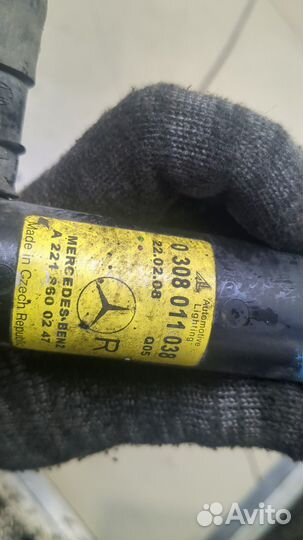 Automotive
Lighting
0 308 011 038
22.02.08 Q05
R
MERCEDES-BENZ
A 221 860 02 47
Made in Czech Republic
Avito